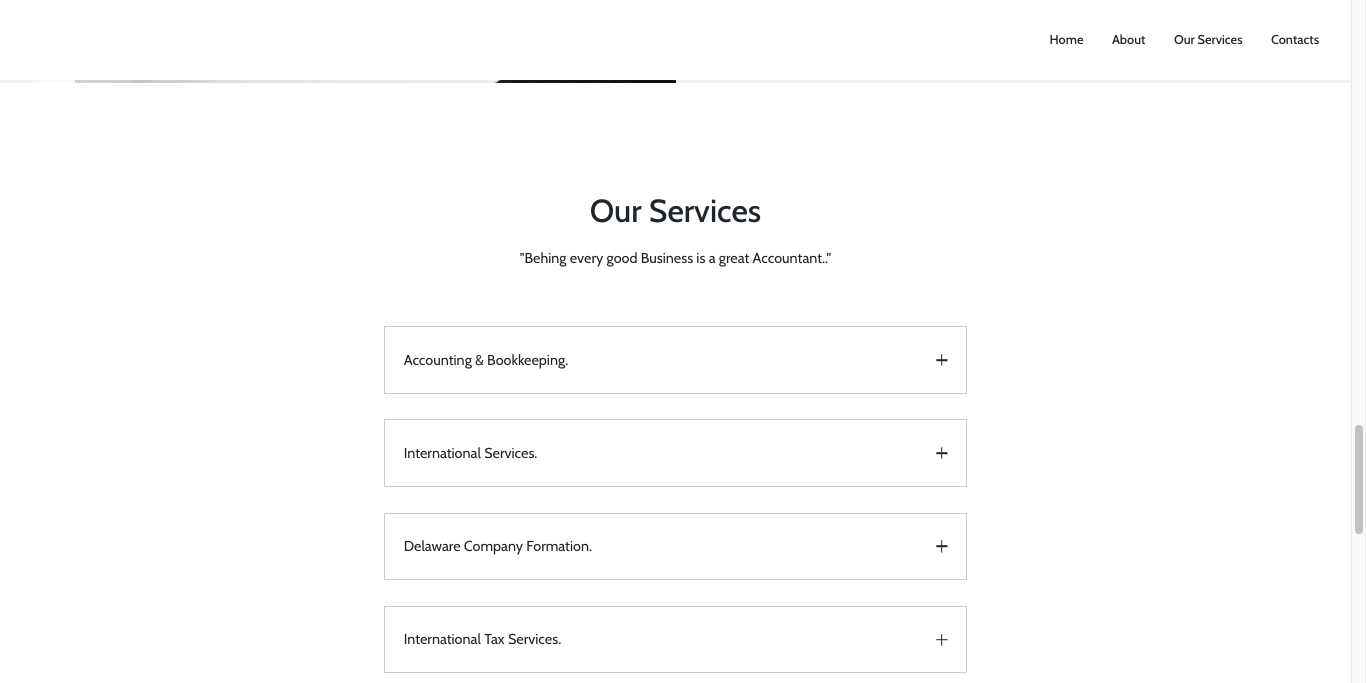 Home About Our Services Contacts
Our Services
"Behing every good Business is a great Accountant.."
Accounting & Bookkeeping.
International Services.
Delaware Company Formation.
International Tax Services.